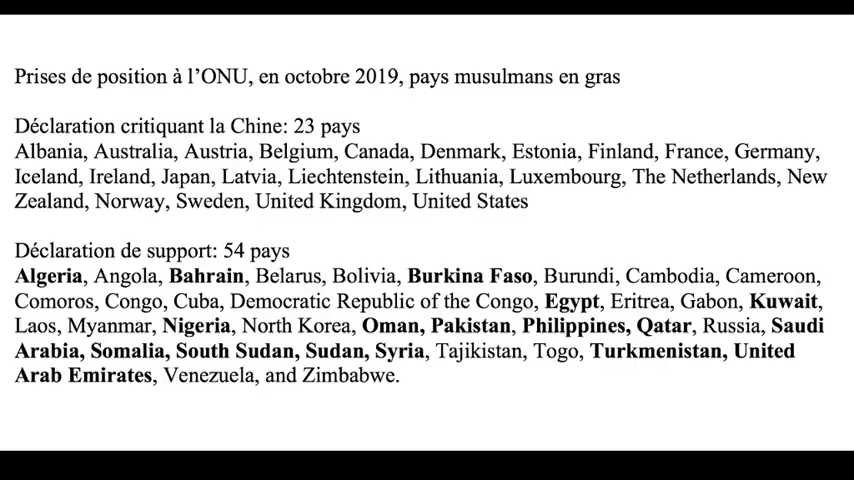 Prises de position à l’ONU, en octobre 2019, pays musulmans en gras
Déclaration critiquant la Chine: 23 pays
Albania, Australia, Austria, Belgium, Canada, Denmark, Estonia, Finland, France, Germany,
Iceland, Ireland, Japan, Latvia, Liechtenstein, Lithuania, Luxembourg, The Netherlands, New
Zealand, Norway, Sweden, United Kingdom, United States
Déclaration de support: 54 pays
Algeria, Angola, Bahrain, Belarus, Bolivia, Burkina Faso, Burundi, Cambodia, Cameroon,
Comoros, Congo, Cuba, Democratic Republic of the Congo, Egypt, Eritrea, Gabon, Kuwait,
Laos, Myanmar, Nigeria, North Korea, Oman, Pakistan, Philippines, Qatar, Russia, Saudi
Arabia, Somalia, South Sudan, Sudan, Syria, Tajikistan, Togo, Turkmenistan, United
Arab Emirates, Venezuela, and Zimbabwe.